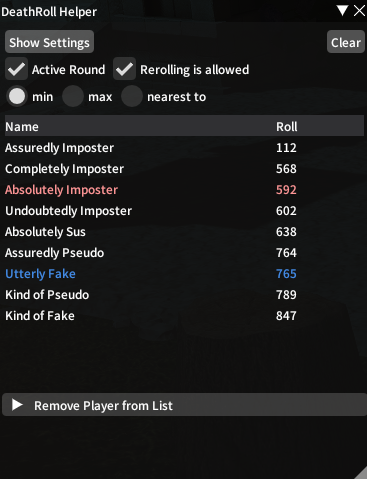 DeathRoll Helper
Show Settings Clear
Active Round Rerolling is allowed
min max nearest to
Name Roll
Assuredly Imposter 112
Completely Imposter 568
Absolutely Imposter 592
Undoubtedly Imposter 602
Absolutely Sus 638
Assuredly Pseudo 764
Utterly Fake 765
Kind of Pseudo 789
Kind of Fake 847
Remove Player from List